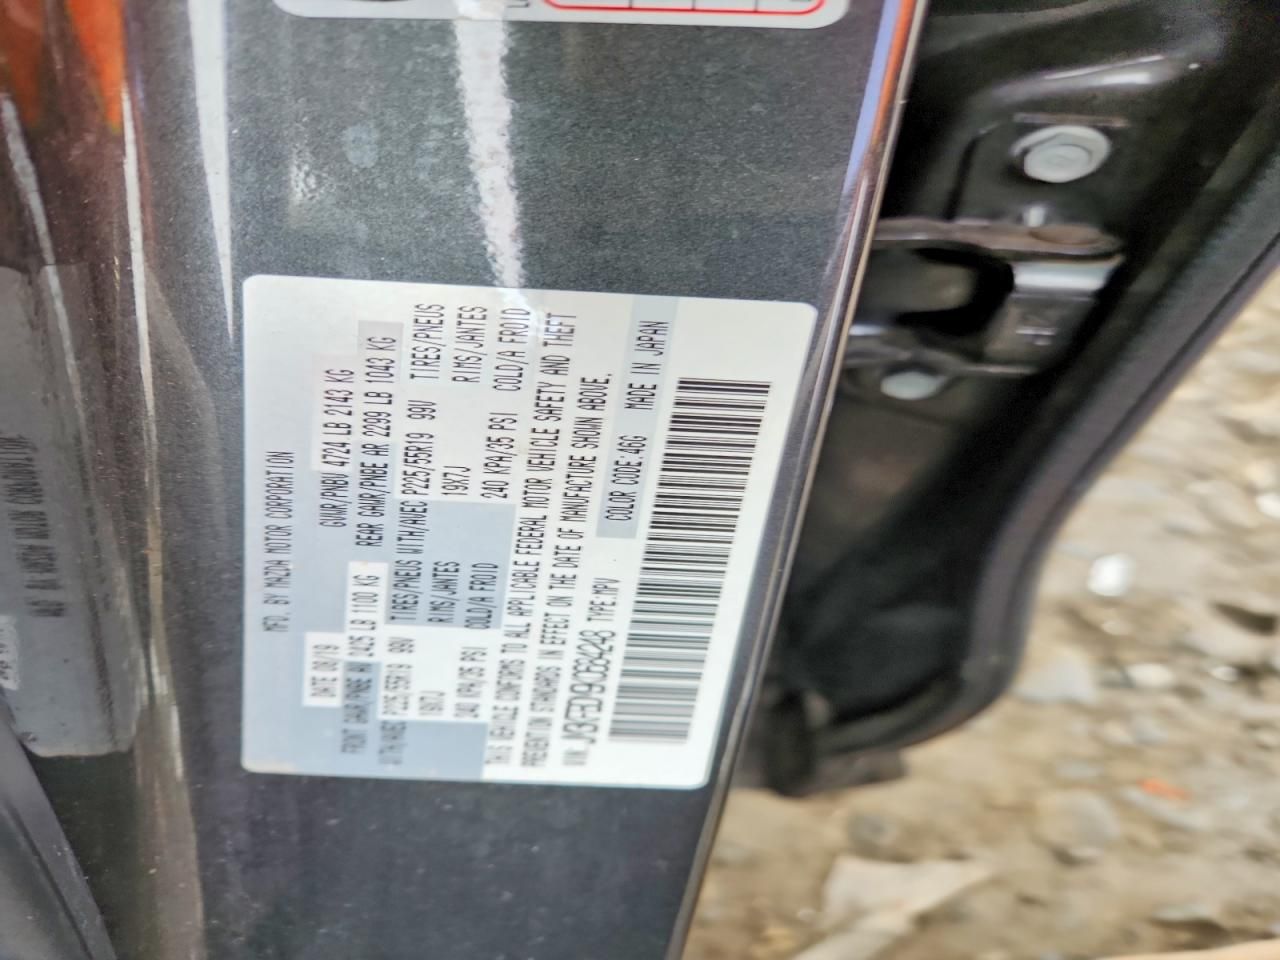 MFD. BY MAZDA MOTOR CORPORATION
DATE 08/19 GVWR/PNBV 4724 LB 2143 KG
FRONT GAWR/PNBE AV 2425 LB 1100 KG REAR GAWR/PNBE AR 2299 LB 1043 KG
WITH/AVEC P225/55R19 99V TIRES/PNEUS WITH/AVEC P225/55R19 99V TIRES/PNEUS
19X7J RIMS/JANTES 19X7J RIMS/JANTES
240 KPA/35 PSI COLD/A FROID 240 KPA/35 PSI COLD/A FROID
THIS VEHICLE CONFORMS TO ALL APPLICABLE FEDERAL MOTOR VEHICLE SAFETY AND THEFT
PREVENTION STANDARDS IN EFFECT ON THE DATE OF MANUFACTURE SHOWN ABOVE.
TYPE:MPV COLOR CODE:46G MADE IN JAPAN